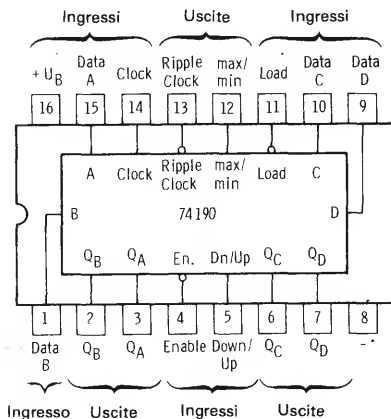 Ingressi Uscite Ingressi
+ U_B Data A Clock Ripple Clock max/ min Load Data C Data D
16 15 14 13 12 11 10 9
A Clock Ripple Clock max/ min Load C
B 74190 D
Q_B Q_A En. Dn/Up Q_C Q_D
1 2 3 4 5 6 7 8
Data B Q_B Q_A Enable Down/ Up Q_C Q_D -
Ingresso Uscite Ingressi Uscite